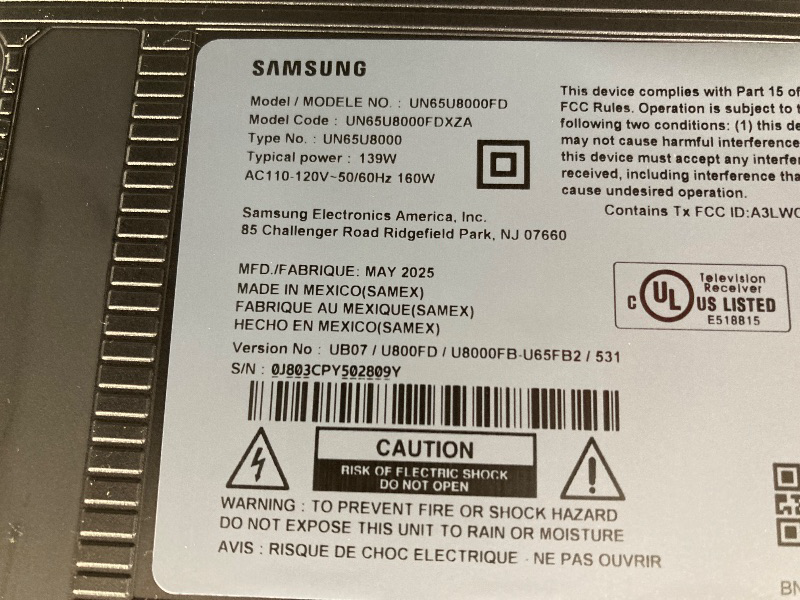 SAMSUNG
Model / MODELE NO. : UN65U8000FD
Model Code : UN65U8000FDXZA
Type No. : UN65U8000
Typical power : 139W
AC110-120V~50/60Hz 160W
This device complies with Part 15 of
FCC Rules. Operation is subject to
following two conditions: (1) this
may not cause harmful interference
this device must accept any
received, including interference
cause undesired operation.
Contains Tx FCC ID:A3LW
Samsung Electronics America, Inc.
85 Challenger Road Ridgefield Park, NJ 07660
MFD./FABRIQUE: MAY 2025
MADE IN MEXICO(SAMEX)
FABRIQUE AU MEXIQUE(SAMEX)
HECHO EN MEXICO(SAMEX)
C UL US LISTED
Television
Receiver
E518815
Version No : UB07 / U800FD / U8000FB-U65FB2 / 531
S/N : 0J803CPY502809Y
CAUTION
RISK OF ELECTRIC SHOCK
DO NOT OPEN
WARNING : TO PREVENT FIRE OR SHOCK HAZARD
DO NOT EXPOSE THIS UNIT TO RAIN OR MOISTURE
AVIS : RISQUE DE CHOC ELECTRIQUE - NE PAS OUVRIR
BN